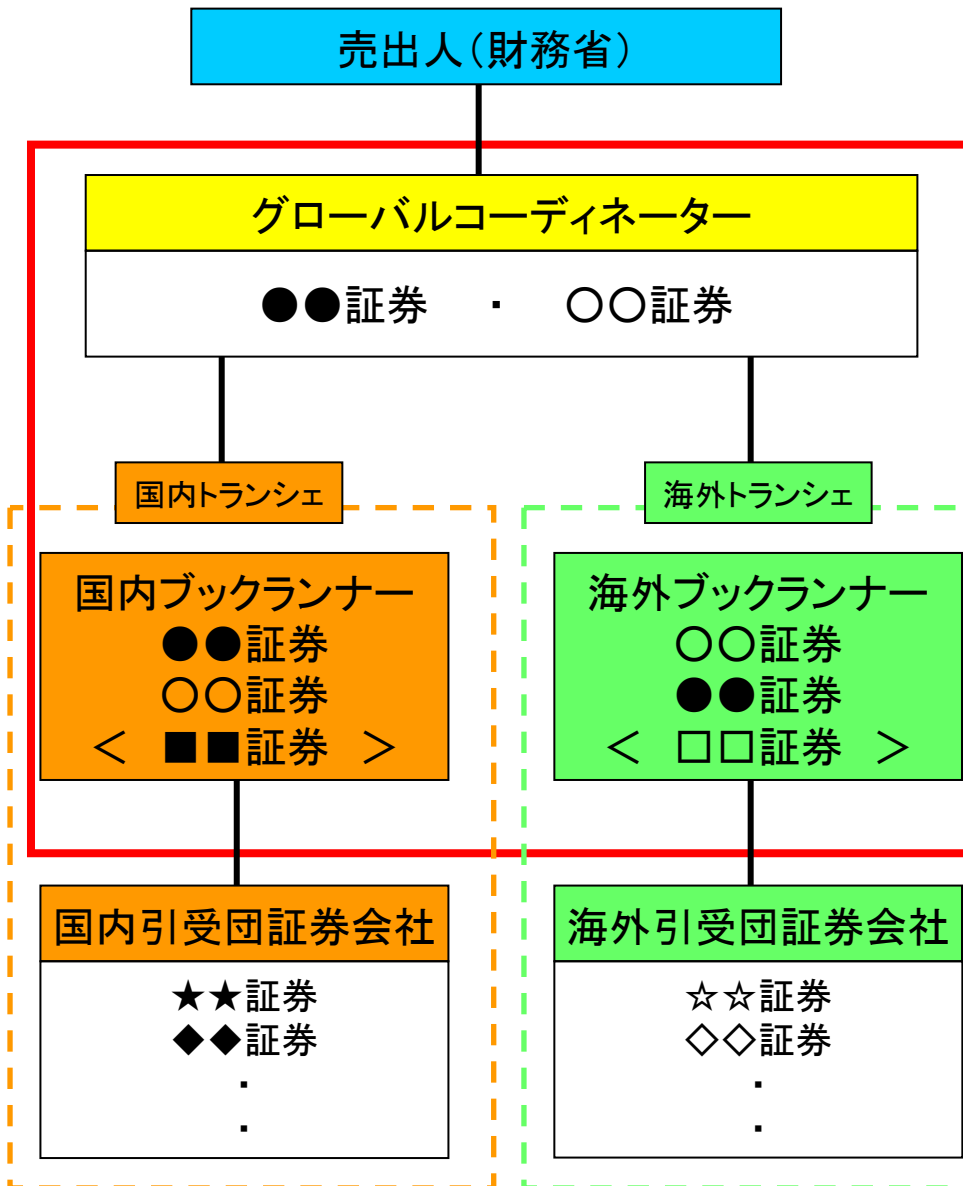 売出人(財務省)
グローバルコーディネーター
●●証券 ・ ○○証券
国内トランシェ
海外トランシェ
国内ブックランナー
●●証券
○○証券
＜ ■■証券 ＞
海外ブックランナー
○○証券
●●証券
＜ □□証券 ＞
国内引受団証券会社
★★証券
◆◆証券
・
・
海外引受団証券会社
☆☆証券
◇◇証券
・
・